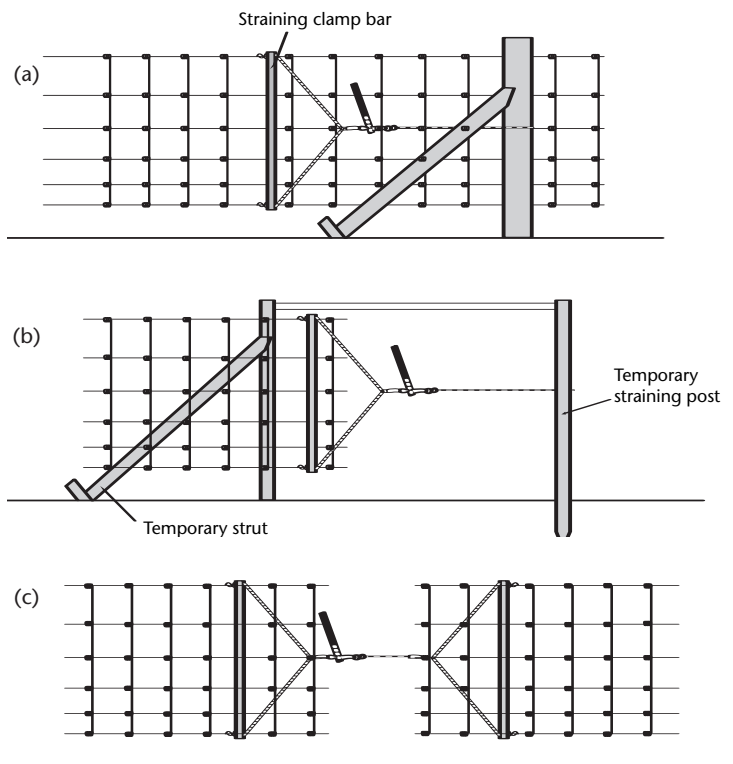 Straining clamp bar
(a)
(b)
Temporary
straining post
Temporary strut
(c)